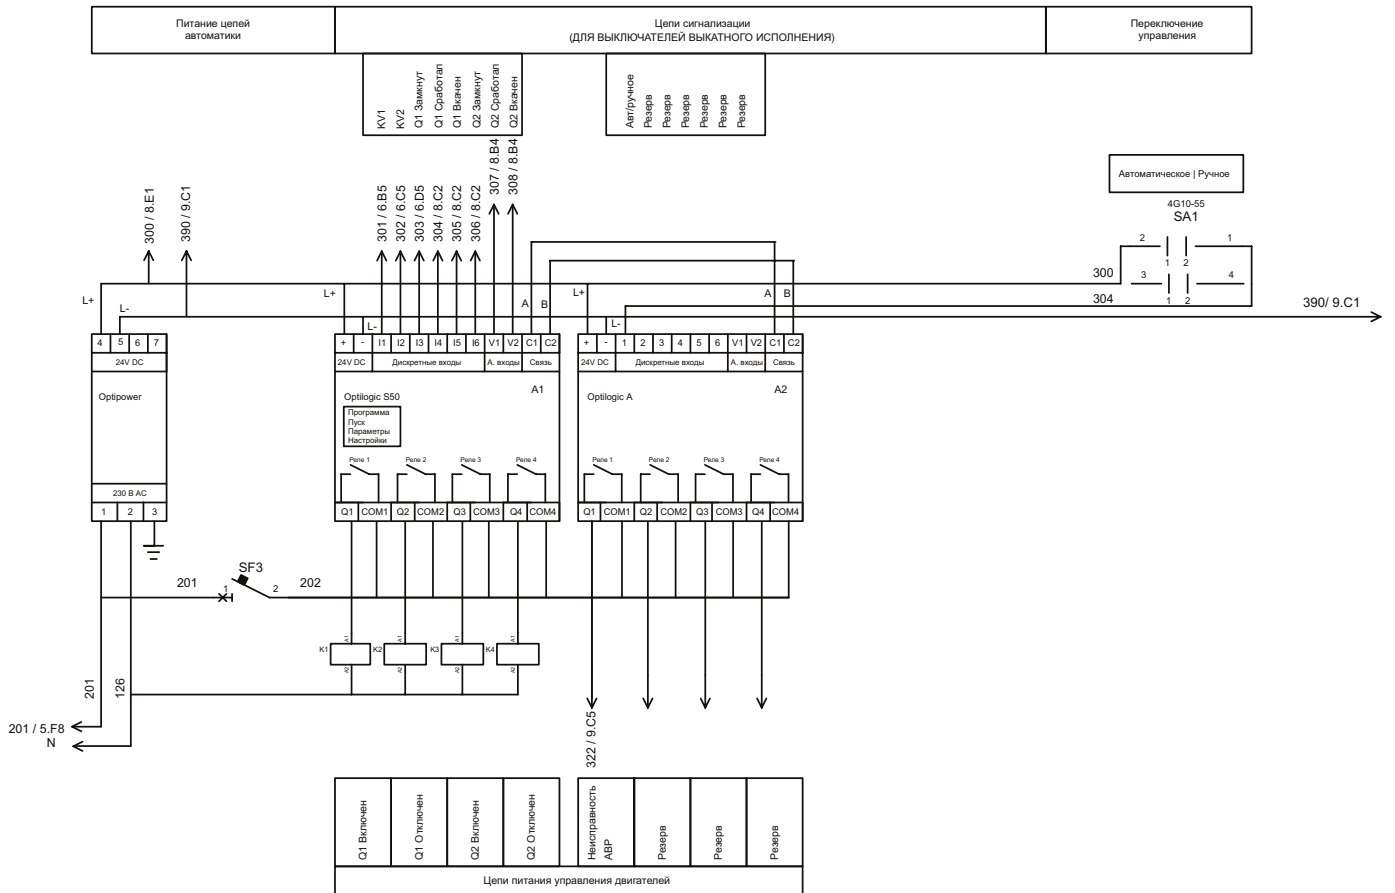 Питание цепей
автоматики
Цепи сигнализации
(ДЛЯ ВЫКЛЮЧАТЕЛЕЙ ВЫКАТНОГО ИСПОЛНЕНИЯ)
Переключение
управления
KV1
KV2
Q1 Замкнут
Q1 Сработал
Q1 Вкачен
Q2 Замкнут
Q2 Сработал
Q2 Вкачен
Авт/ручное
Резерв
Резерв
Резерв
Резерв
Резерв
Резерв
300 / 8.E1
390 / 9.C1
301 / 6.B5
302 / 6.C5
303 / 6.D5
304 / 8.C2
305 / 8.C2
306 / 8.C2
307 / 8.B4
308 / 8.B4
Автоматическое | Ручное
4G10-55
SA1
2 1
1 2
300
3 4
1 2
304
390/ 9.C1
L+
L-
L+
L-
A B
L+
L-
A B
4 5 6 7
24V DC
Optipower
230 В AC
1 2 3
+ - I1 I2 I3 I4 I5 I6 V1 V2 C1 C2
24V DC Дискретные входы А. входы Связь
Optilogic S50
A1
Программа
Пуск
Параметры
Настройки
Реле 1 Реле 2 Реле 3 Реле 4
Q1 COM1 Q2 COM2 Q3 COM3 Q4 COM4
+ - 1 2 3 4 5 6 V1 V2 C1 C2
24V DC Дискретные входы А. входы Связь
Optilogic A
A2
Реле 1 Реле 2 Реле 3 Реле 4
Q1 COM1 Q2 COM2 Q3 COM3 Q4 COM4
201
SF3
1 2
202
K1 A1 A2
K2 A1 A2
K3 A1 A2
K4 A1 A2
201
126
201 / 5.F8
N
322 / 9.C5
Q1 Включен
Q1 Отключен
Q2 Включен
Q2 Отключен
Неисправность
АВР
Резерв
Резерв
Резерв
Цепи питания управления двигателей